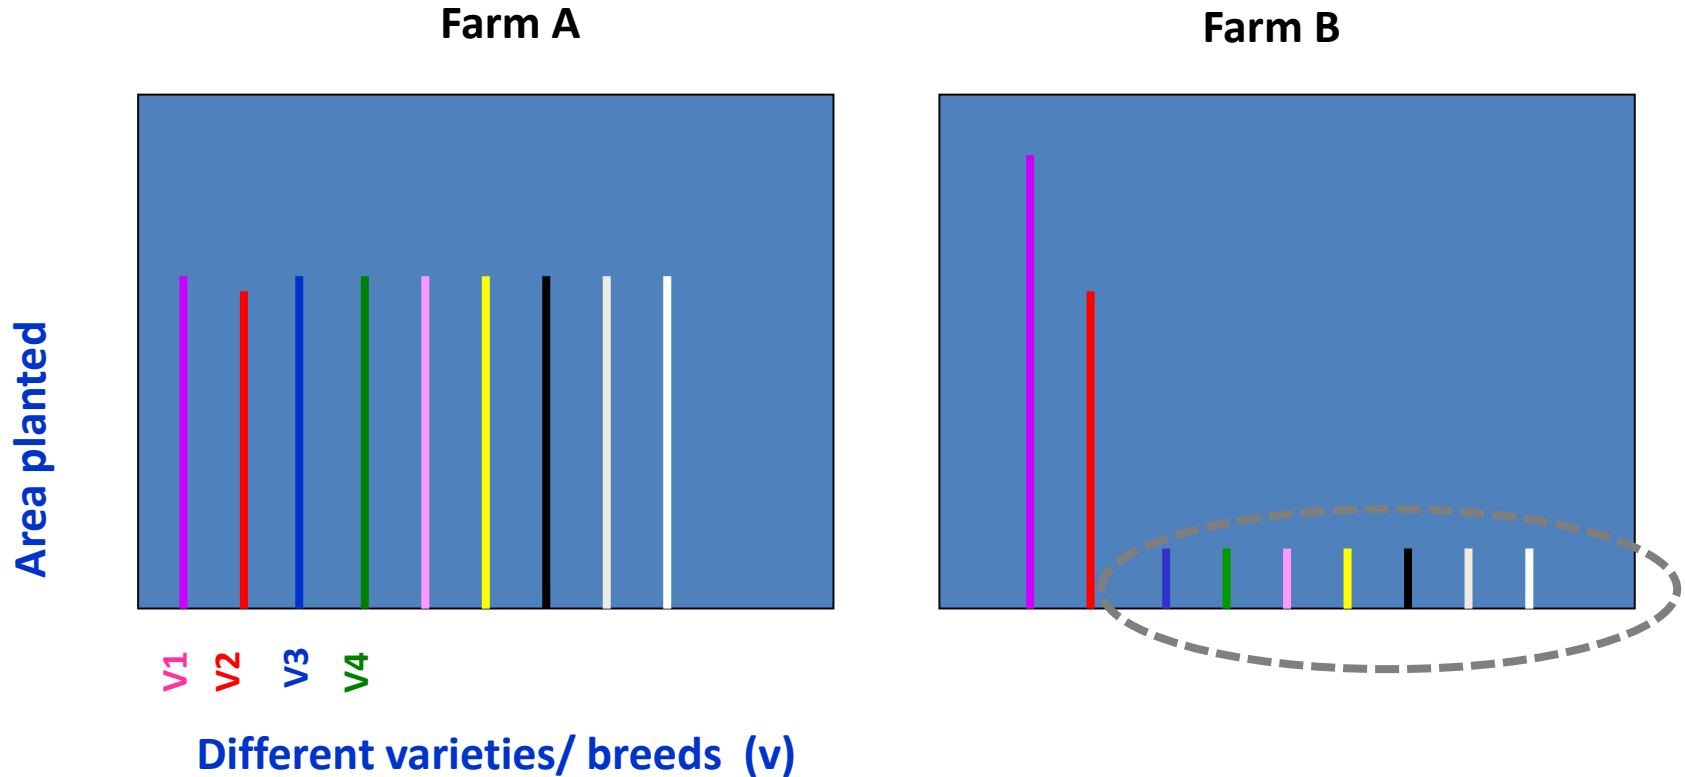 Farm A
Farm B
Area planted
V1
V2
V3
V4
Different varieties/ breeds (v)